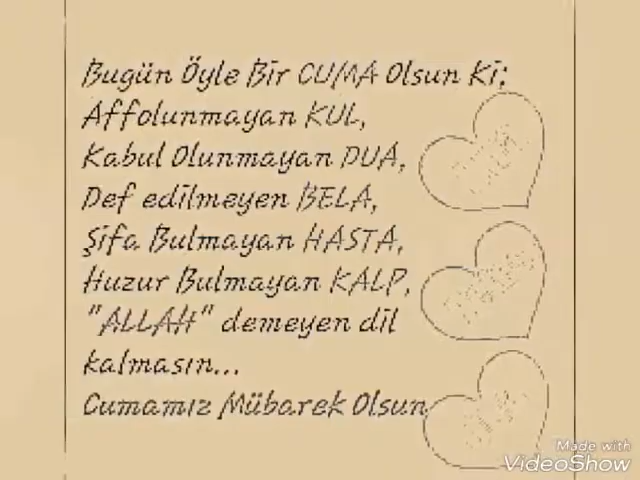 Bugün Öyle Bir CUMA Olsun Ki;
Affolunmayan KUL,
Kabul Olunmayan DUA,
Def edilmeyen BELA,
Şifa Bulmayan HASTA,
Huzur Bulmayan KALP,
"ALLAH" demeyen dil
kalmasın...
Cumamız Mübarek Olsun
Made with
VideoShow